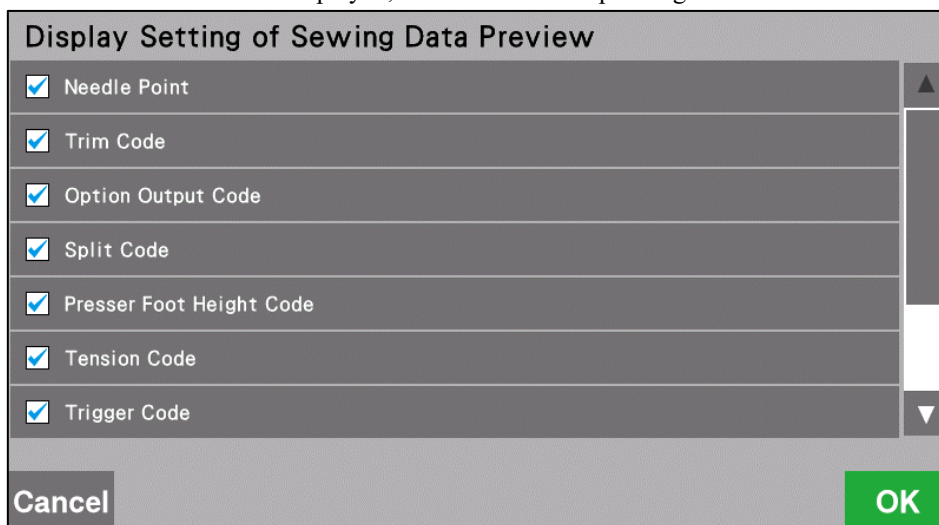 Display Setting of Sewing Data Preview
Needle Point
Trim Code
Option Output Code
Split Code
Presser Foot Height Code
Tension Code
Trigger Code
Cancel
OK